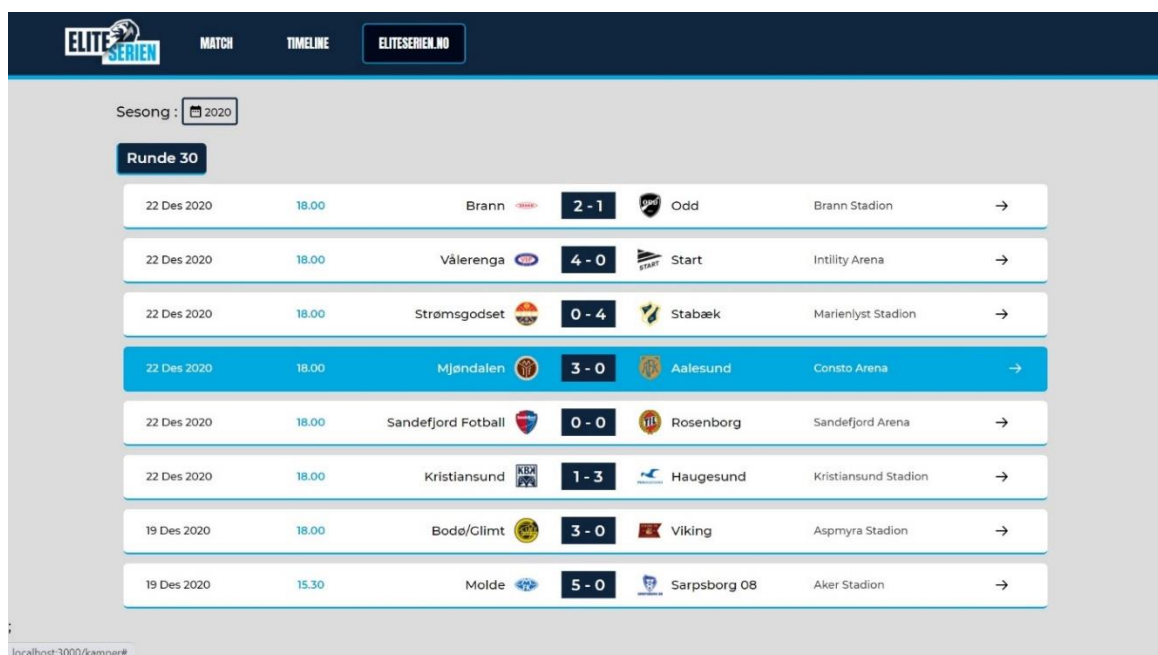 ELITE SERIEN MATCH TIMELINE ELITESERIEN.NO
Sesong : 2020
Runde 30
22 Des 2020 18.00 Brann 2 - 1 Odd Brann Stadion →
22 Des 2020 18.00 Vålerenga 4 - 0 START Start Intility Arena →
22 Des 2020 18.00 Strømsgodset 0 - 4 Stabæk Marienlyst Stadion →
22 Des 2020 18.00 Mjøndalen 3 - 0 Aalesund Consto Arena →
22 Des 2020 18.00 Sandefjord Fotball 0 - 0 Rosenborg Sandefjord Arena →
22 Des 2020 18.00 Kristiansund KBK 1 - 3 Haugesund Kristiansund Stadion →
19 Des 2020 18.00 Bodø/Glimt 3 - 0 Viking Aspmyra Stadion →
19 Des 2020 15.30 Molde 5 - 0 Sarpsborg 08 Aker Stadion →
;
localhost:3000/kamper#